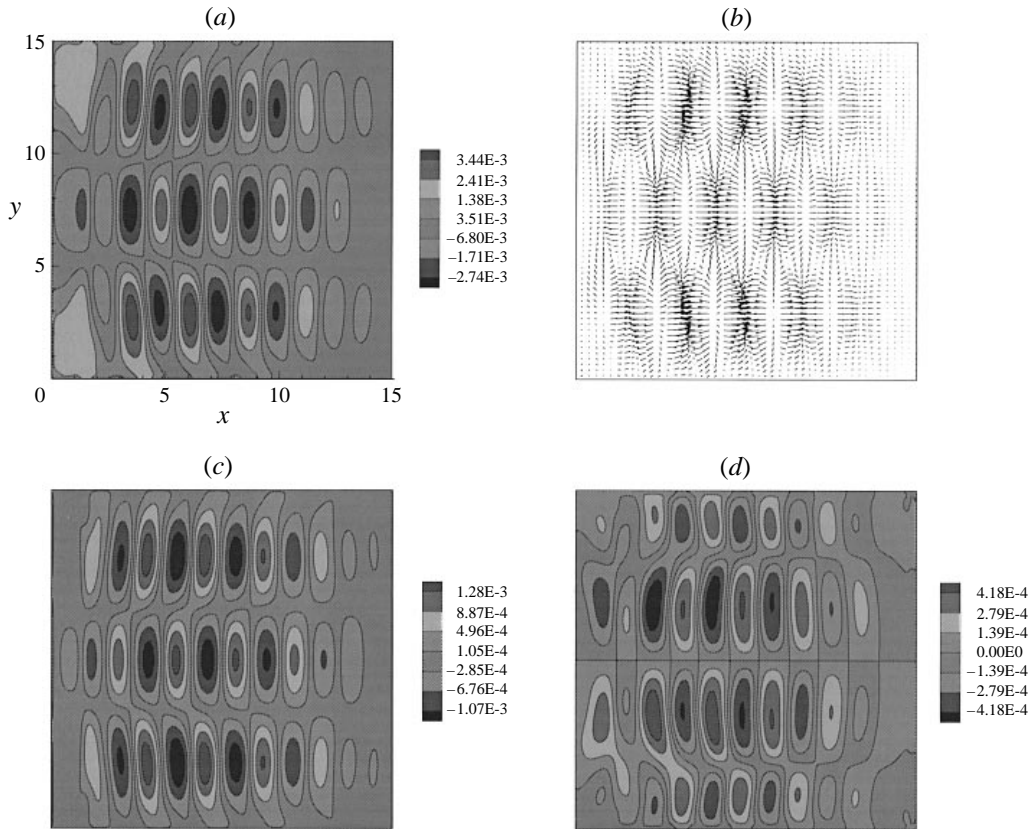 (a)
(b)
15
10
y
5
0
5
10
15
x
3.44E-3
2.41E-3
1.38E-3
3.51E-3
−6.80E-3
−1.71E-3
−2.74E-3
(c)
(d)
1.28E-3
8.87E-4
4.96E-4
1.05E-4
−2.85E-4
−6.76E-4
−1.07E-3
4.18E-4
2.79E-4
1.39E-4
0.00E0
−1.39E-4
−2.79E-4
−4.18E-4